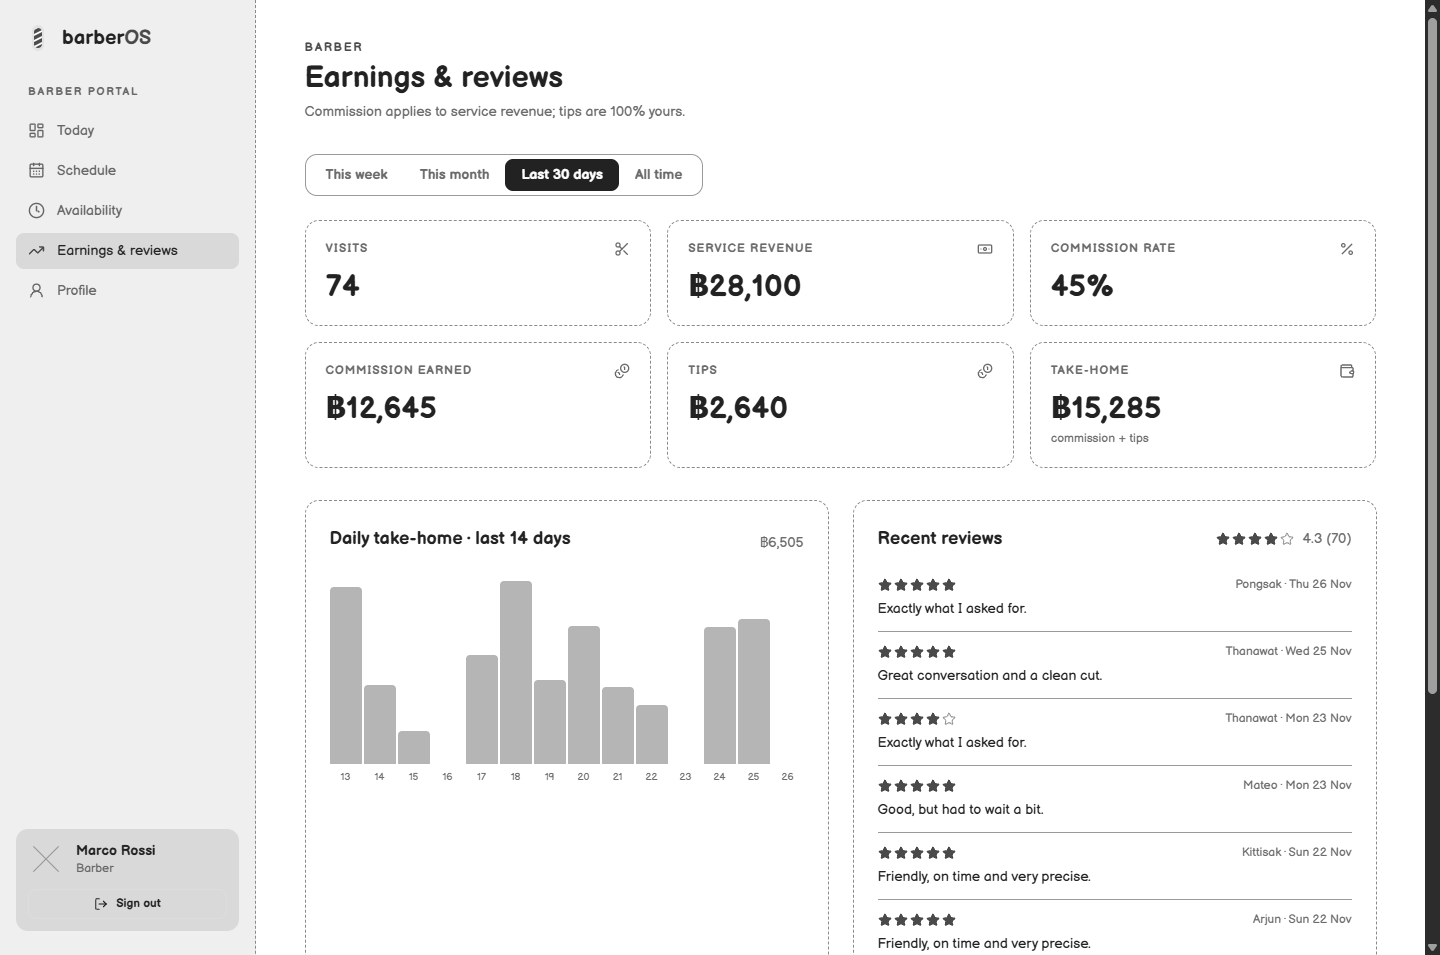 barberOS
BARBER PORTAL
Today
Schedule
Availability
Earnings & reviews
Profile
Marco Rossi
Barber
Sign out
BARBER
Earnings & reviews
Commission applies to service revenue; tips are 100% yours.
This week This month Last 30 days All time
VISITS
74
SERVICE REVENUE
฿28,100
COMMISSION RATE
45%
COMMISSION EARNED
฿12,645
TIPS
฿2,640
TAKE-HOME
฿15,285
commission + tips
Daily take-home · last 14 days
฿6,505
13 14 15 16 17 18 19 20 21 22 23 24 25 26
Recent reviews
4.3 (70)
Pongsak · Thu 26 Nov
Exactly what I asked for.
Thanawat · Wed 25 Nov
Great conversation and a clean cut.
Thanawat · Mon 23 Nov
Exactly what I asked for.
Mateo · Mon 23 Nov
Good, but had to wait a bit.
Kittisak · Sun 22 Nov
Friendly, on time and very precise.
Arjun · Sun 22 Nov
Friendly, on time and very precise.